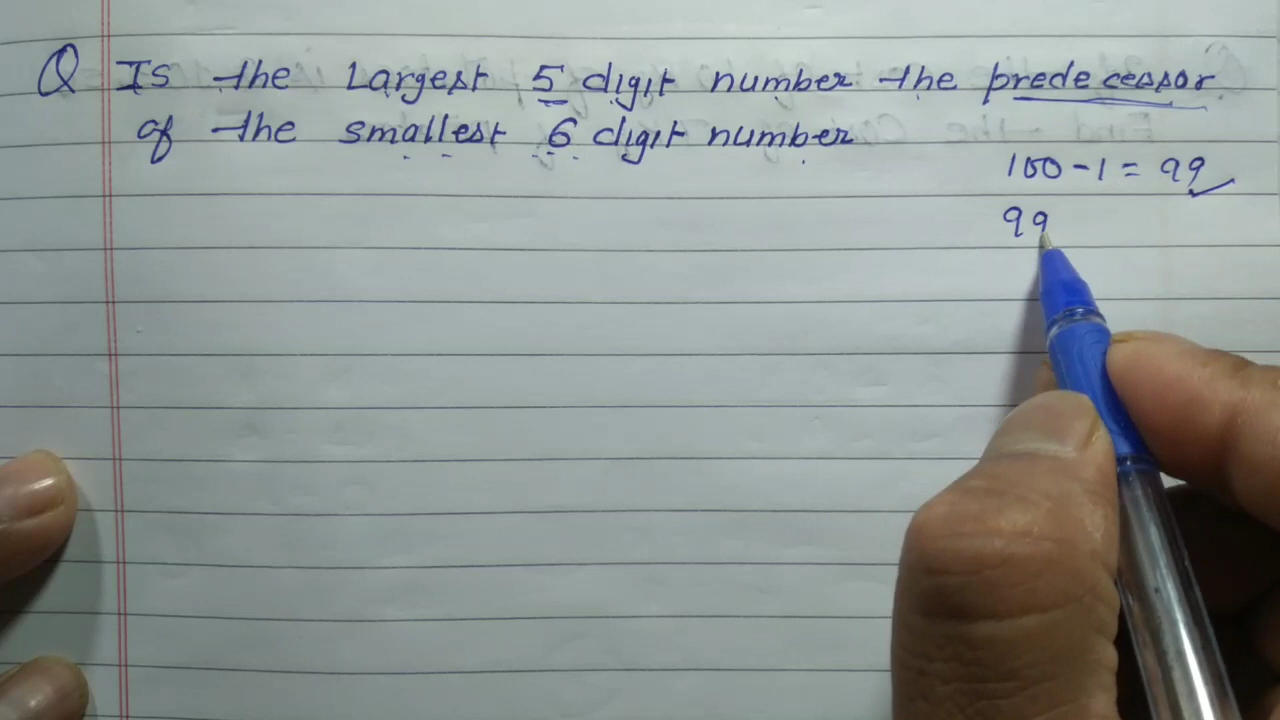 Q Is the Largest 5 digit number the predecessor
of the smallest 6 digit number
100 - 1 = 99
99